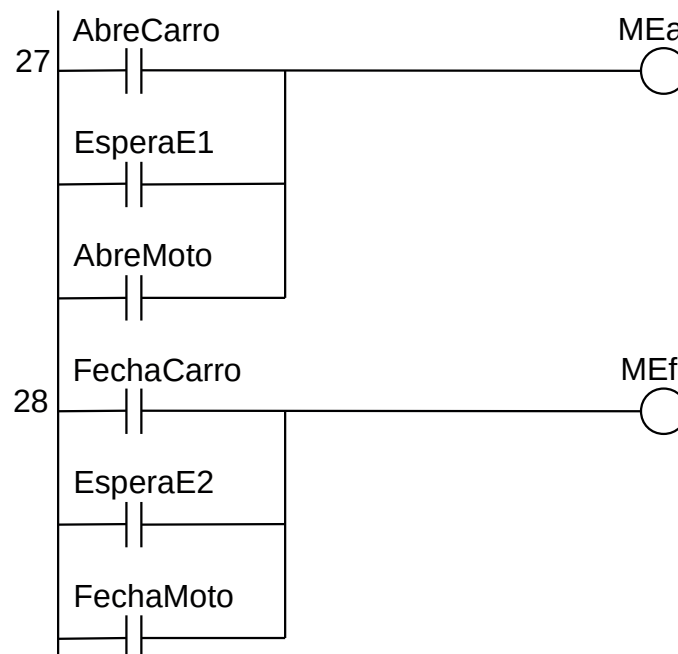 AbreCarro MEa
27
EsperaE1
AbreMoto
FechaCarro MEf
28
EsperaE2
FechaMoto